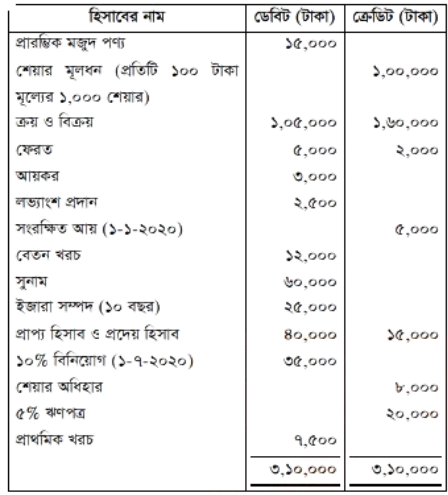 হিসাবের নাম ডেবিট (টাকা) ক্রেডিট (টাকা)
প্রারম্ভিক মজুদ পণ্য ১৫,০০০
শেয়ার মূলধন (প্রতিটি ১০০ টাকা ১,০০,০০০
মূল্যের ১,০০০ শেয়ার)
ক্রয় ও বিক্রয় ১,০৫,০০০ ১,৬০,০০০
ফেরত ৫,০০০ ২,০০০
আয়কর ৩,০০০
লভ্যাংশ প্রদান ২,৫০০
সংরক্ষিত আয় (১-১-২০২০) ৫,০০০
বেতন খরচ ১২,০০০
সুনাম ৬০,০০০
ইজারা সম্পদ (১০ বছর) ২৫,০০০
প্রাপ্য হিসাব ও প্রদেয় হিসাব ৪০,০০০ ১৫,০০০
১০% বিনিয়োগ (১-৭-২০২০) ৩৫,০০০
শেয়ার অধিহার ৮,০০০
৫% ঋণপত্র ২০,০০০
প্রাথমিক খরচ ৭,৫০০
৩,১০,০০০ ৩,১০,০০০